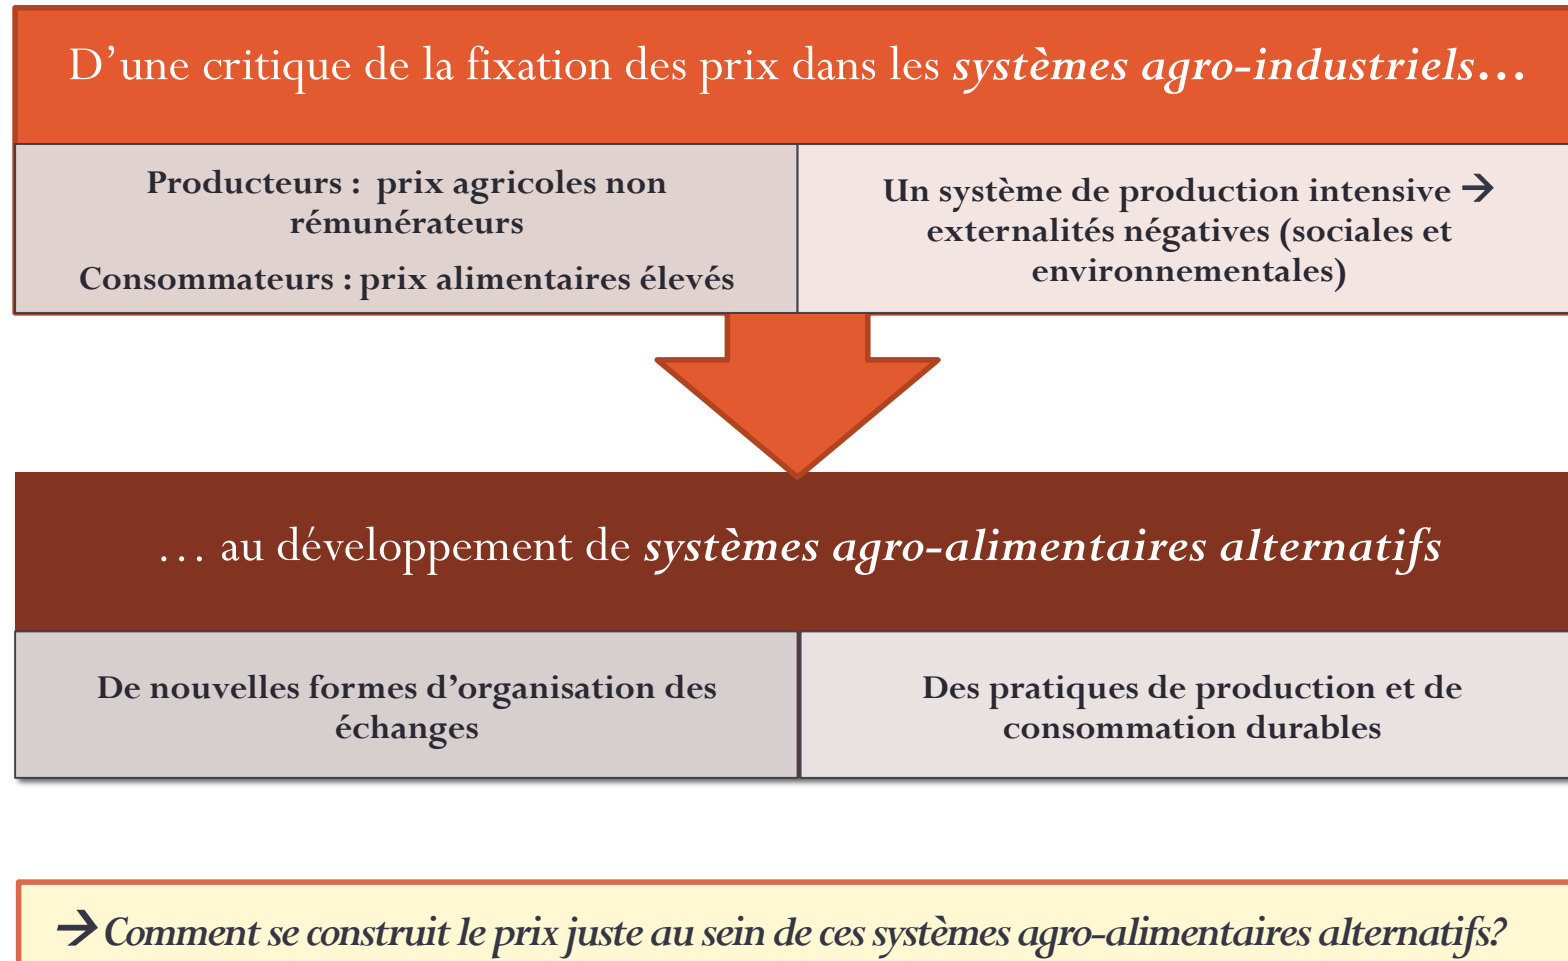 D’une critique de la fixation des prix dans les systèmes agro-industriels…
Producteurs : prix agricoles non
rémunérateurs
Consommateurs : prix alimentaires élevés
Un système de production intensive →
externalités négatives (sociales et
environnementales)
… au développement de systèmes agro-alimentaires alternatifs
De nouvelles formes d’organisation des
échanges
Des pratiques de production et de
consommation durables
→ Comment se construit le prix juste au sein de ces systèmes agro-alimentaires alternatifs?